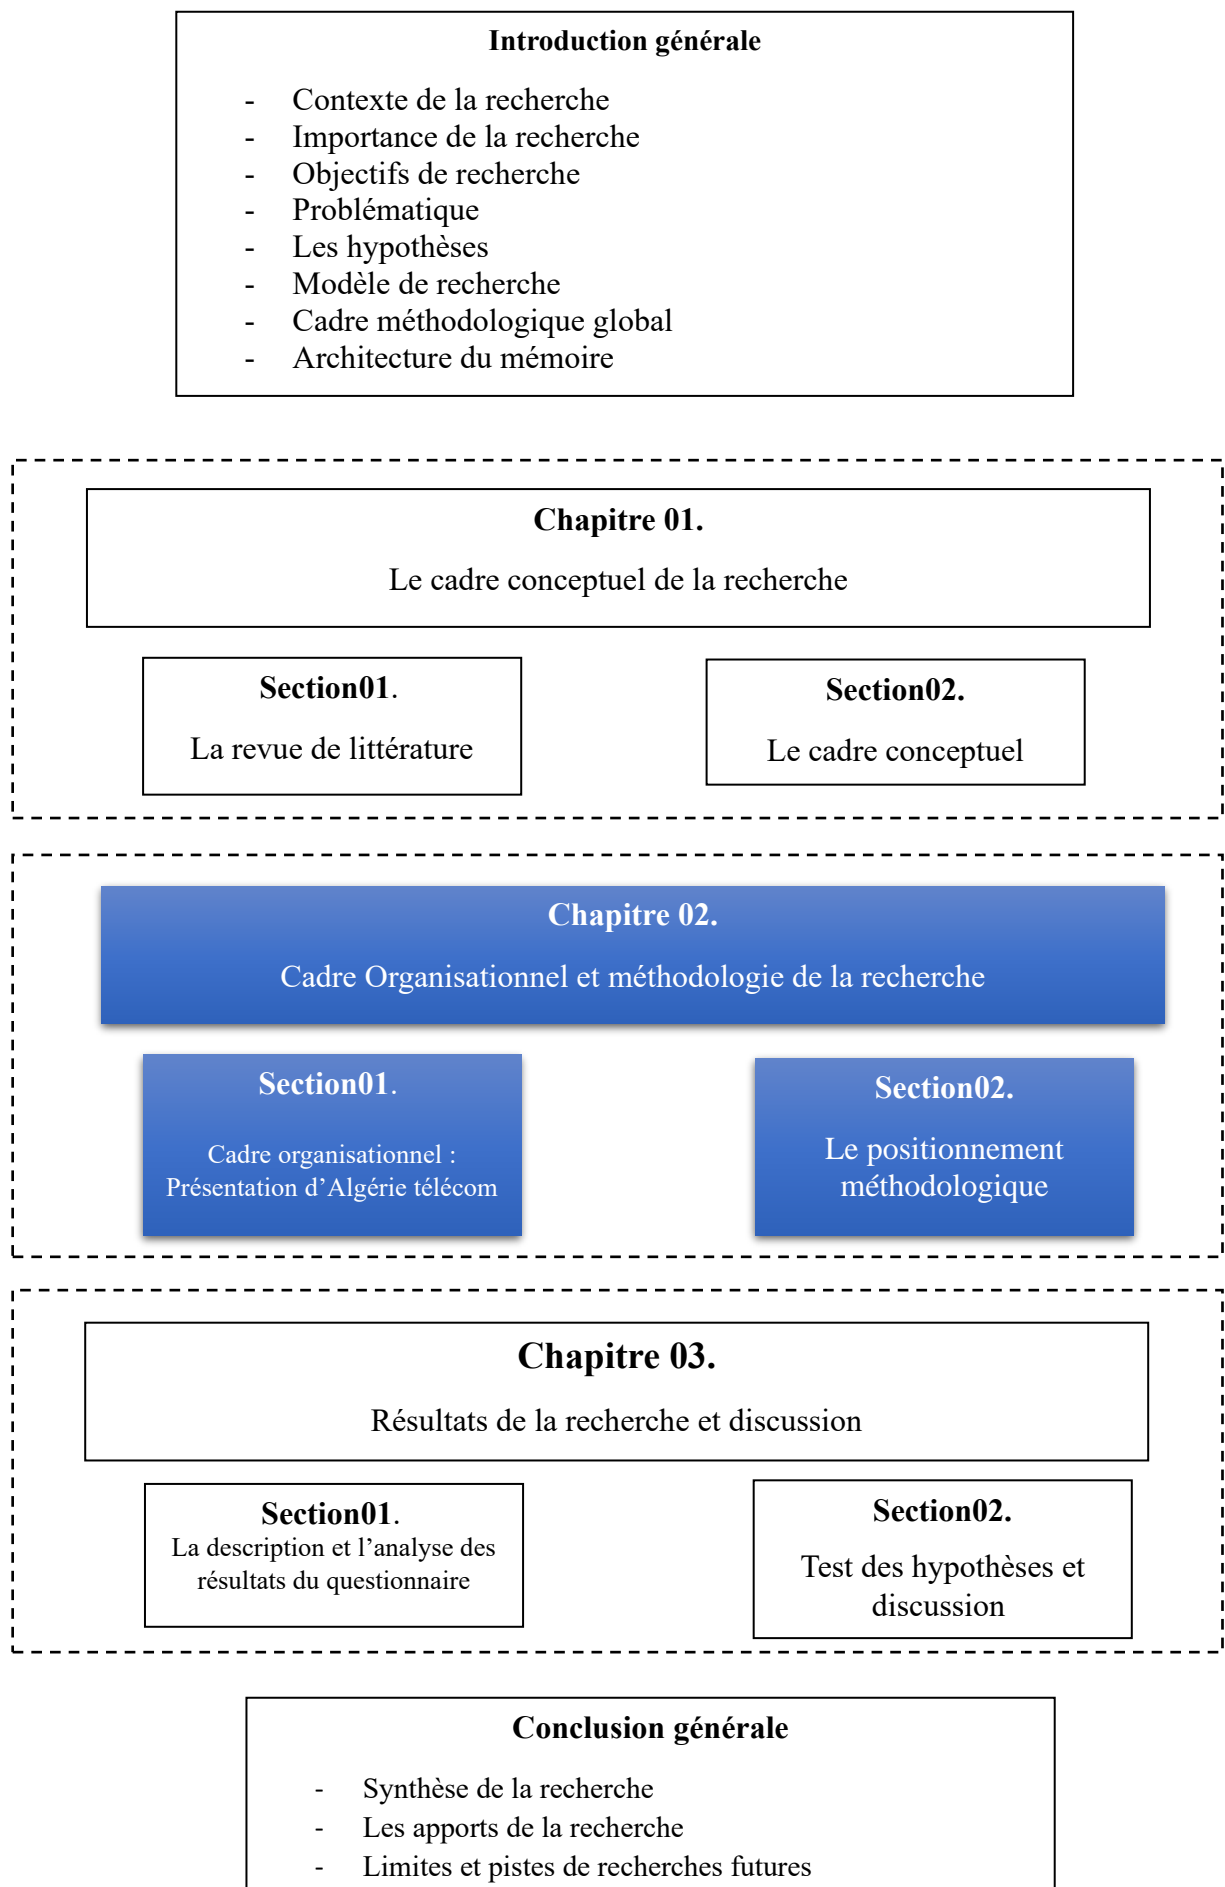 Introduction générale
- Contexte de la recherche
- Importance de la recherche
- Objectifs de recherche
- Problématique
- Les hypothèses
- Modèle de recherche
- Cadre méthodologique global
- Architecture du mémoire
Chapitre 01.
Le cadre conceptuel de la recherche
Section01.
La revue de littérature
Section02.
Le cadre conceptuel
Chapitre 02.
Cadre Organisationnel et méthodologie de la recherche
Section01.
Cadre organisationnel :
Présentation d’Algérie télécom
Section02.
Le positionnement
méthodologique
Chapitre 03.
Résultats de la recherche et discussion
Section01.
La description et l’analyse des
résultats du questionnaire
Section02.
Test des hypothèses et
discussion
Conclusion générale
- Synthèse de la recherche
- Les apports de la recherche
- Limites et pistes de recherches futures